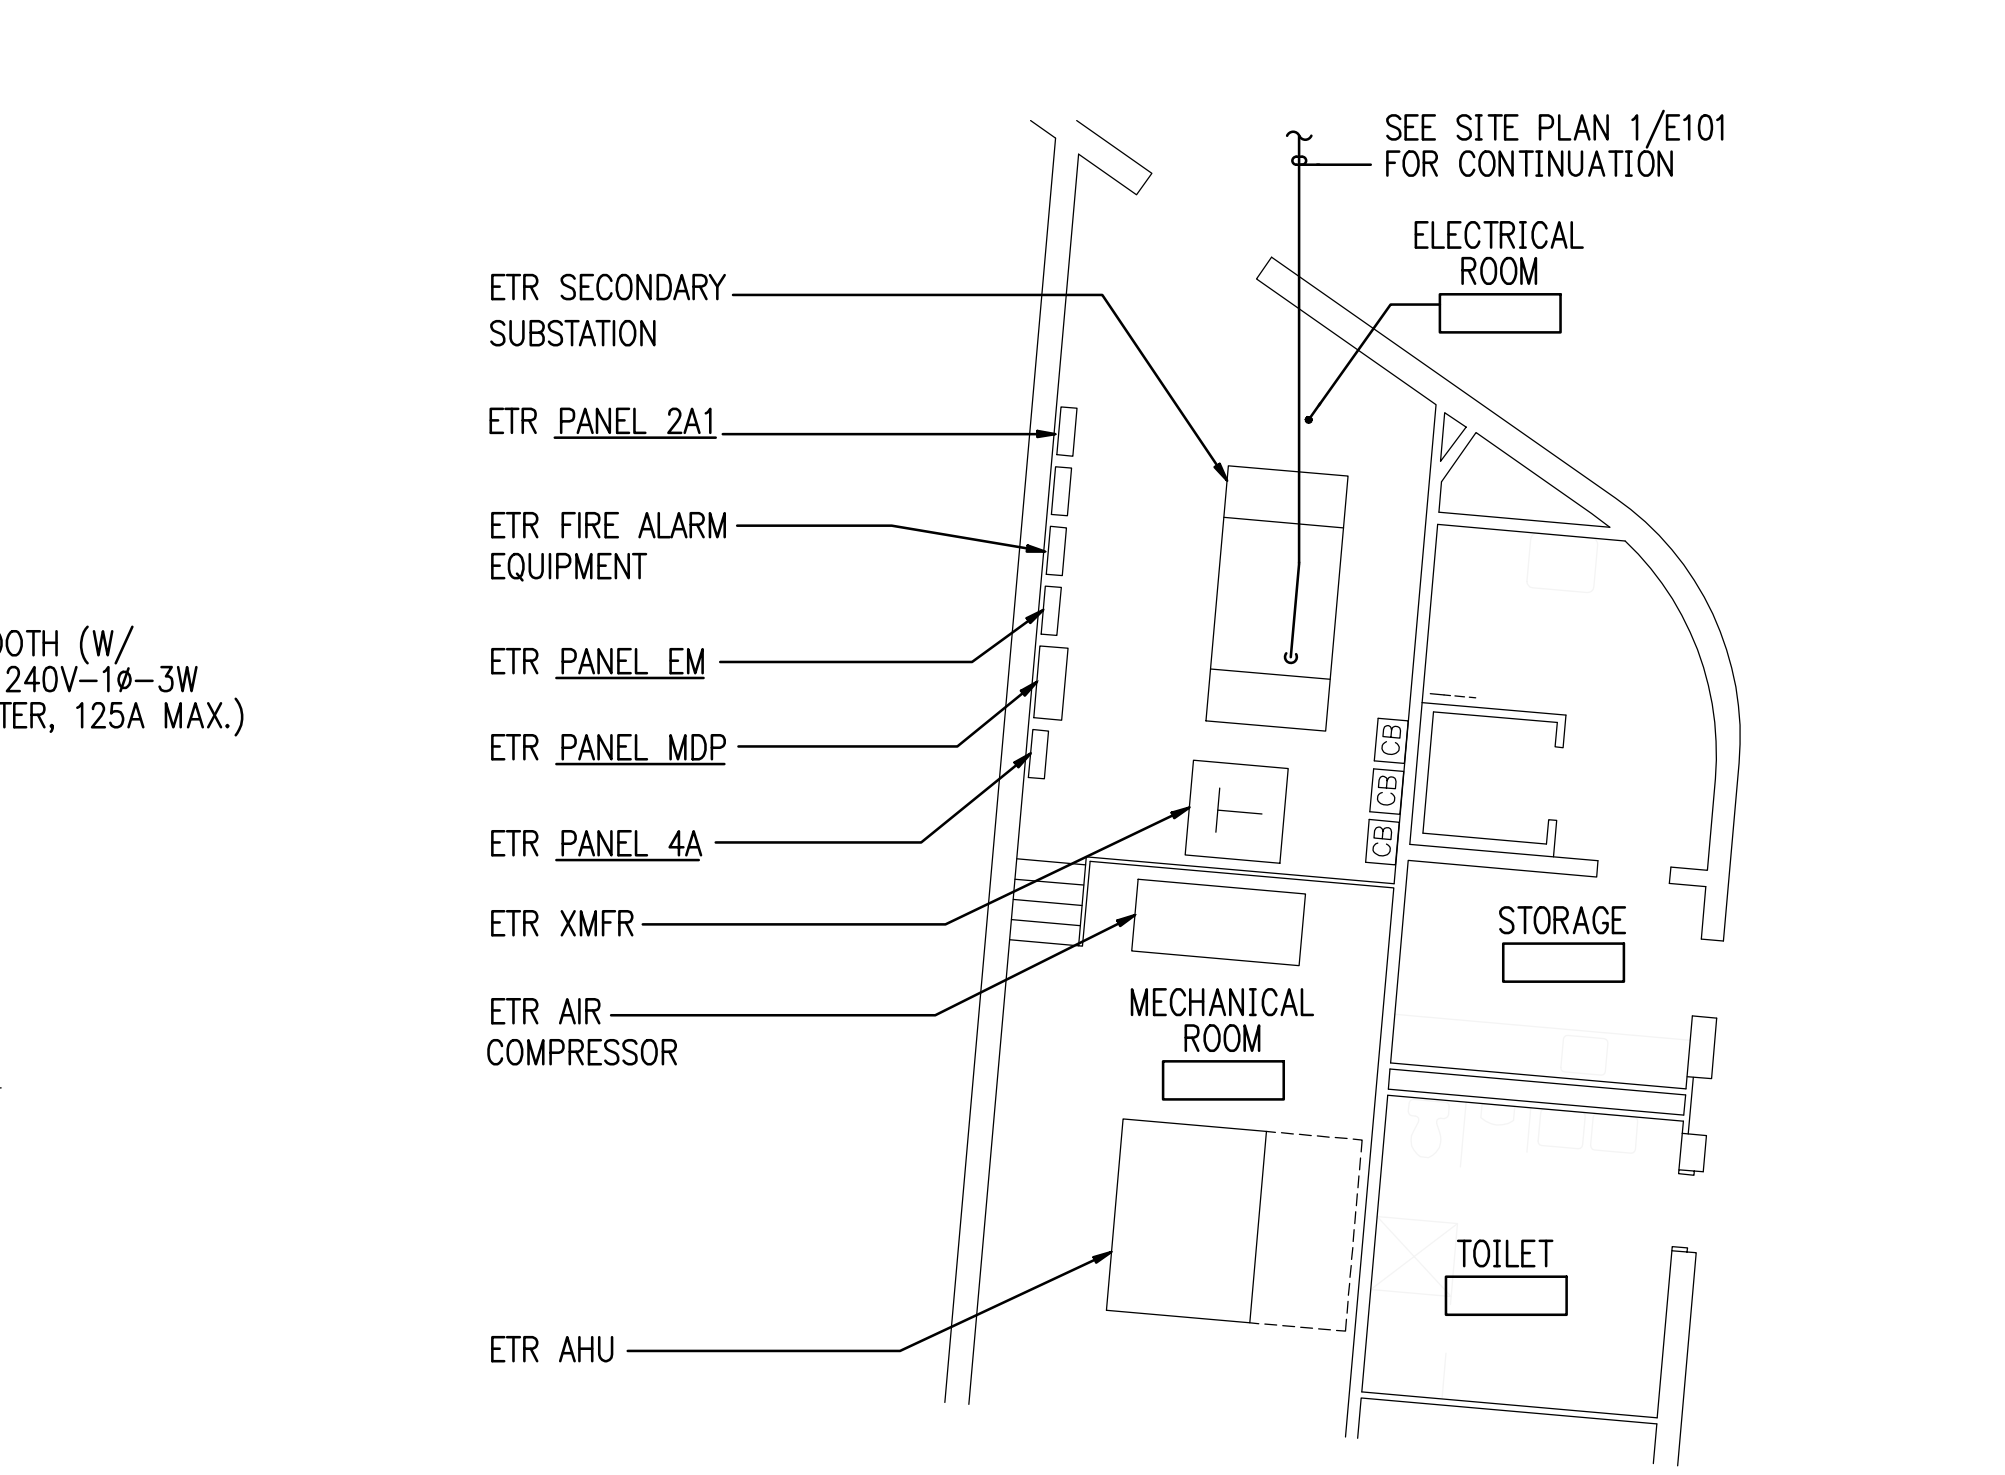 SEE SITE PLAN 1/E101
FOR CONTINUATION
ELECTRICAL
ROOM
ETR SECONDARY
SUBSTATION
ETR PANEL 2A1
ETR FIRE ALARM
EQUIPMENT
(W/
240V-1ø-3W
125A MAX.)
ETR PANEL EM
ETR PANEL MDP
ETR PANEL 4A
CB
CB
CB
ETR XMFR
STORAGE
ETR AIR
COMPRESSOR
MECHANICAL
ROOM
TOILET
ETR AHU